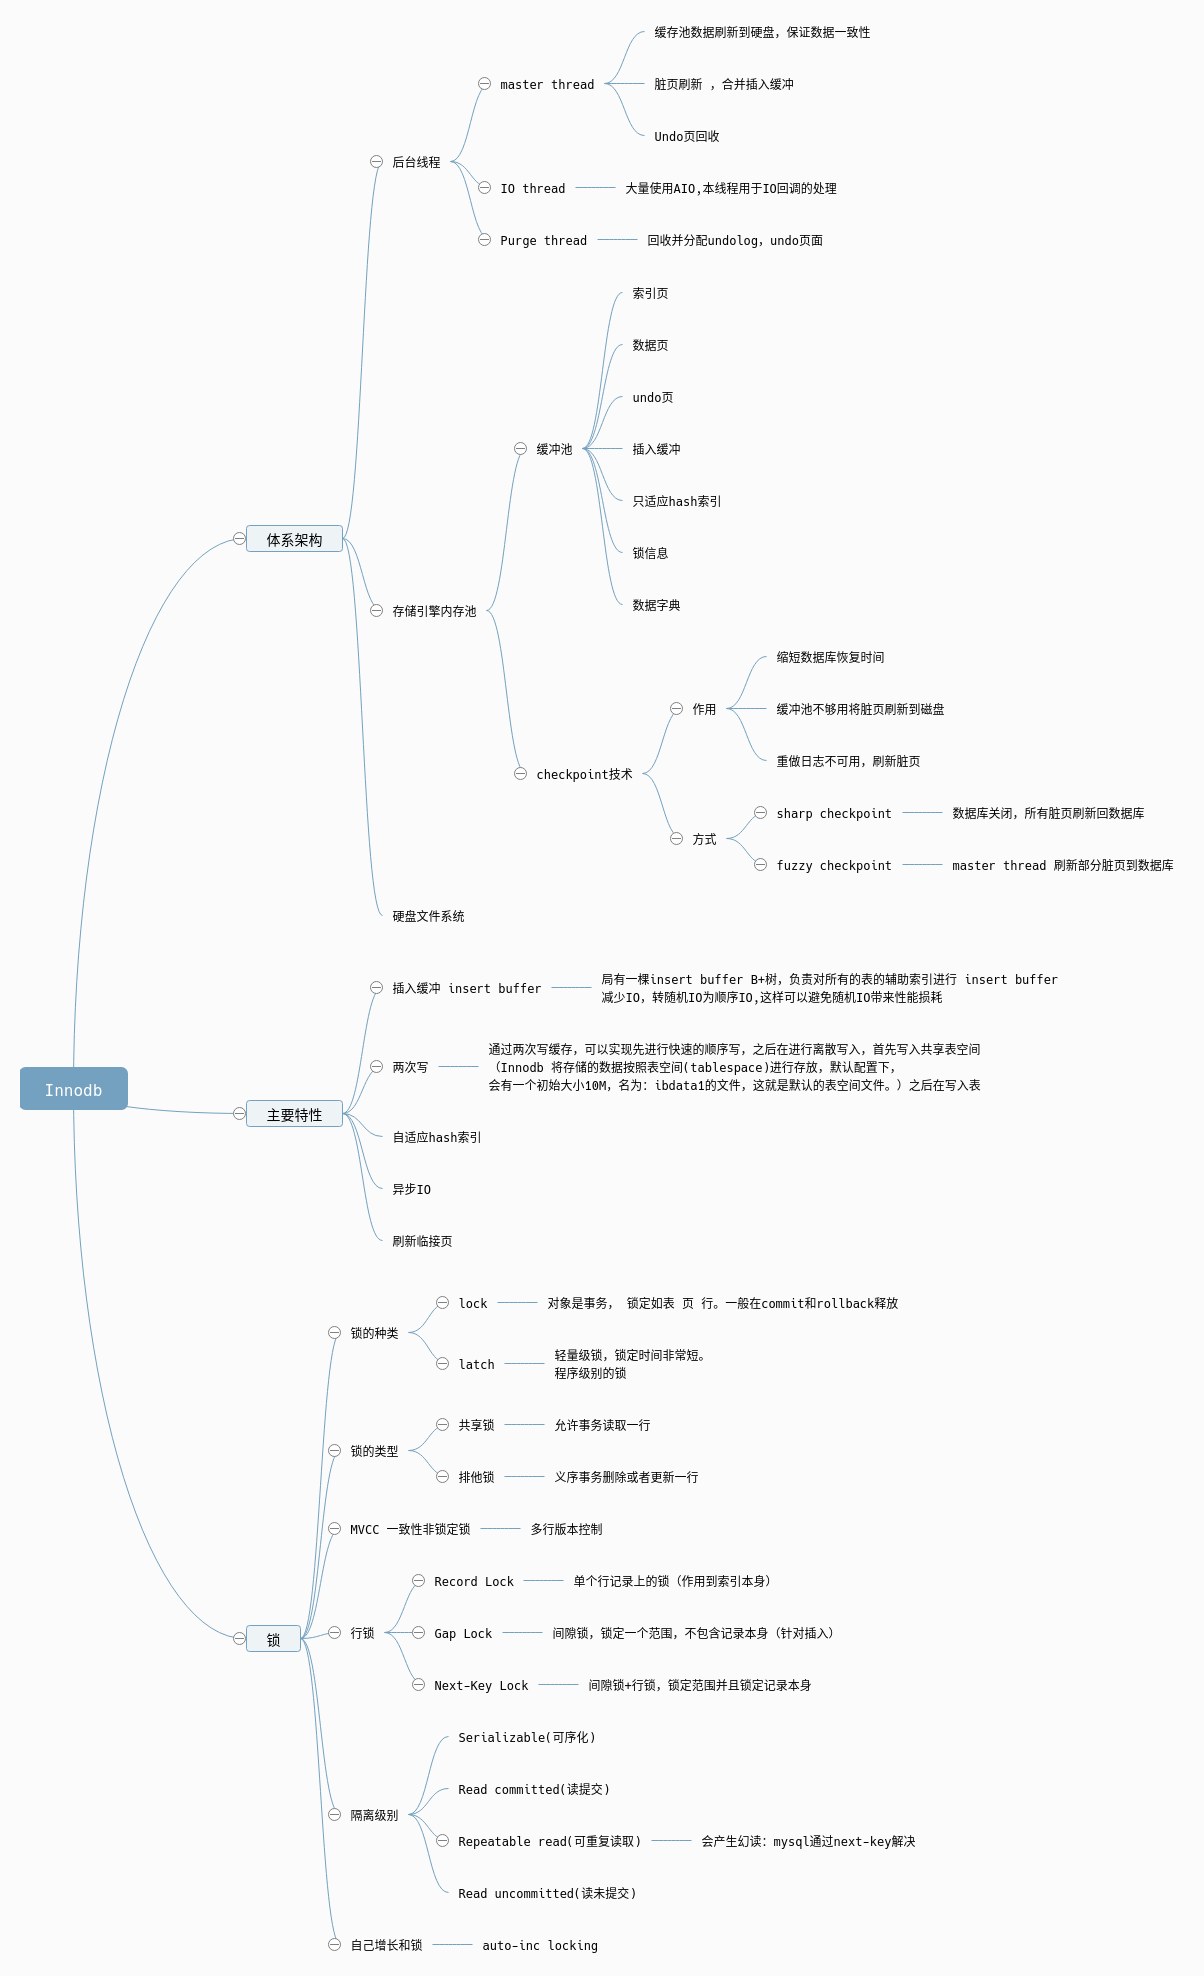 Innodb
体系架构
后台线程
master thread
缓存池数据刷新到硬盘，保证数据一致性
脏页刷新 ，合并插入缓冲
Undo页回收
IO thread
大量使用AIO,本线程用于IO回调的处理
Purge thread
回收并分配undolog，undo页面
存储引擎内存池
缓冲池
索引页
数据页
undo页
插入缓冲
只适应hash索引
锁信息
数据字典
checkpoint技术
作用
缩短数据库恢复时间
缓冲池不够用将脏页刷新到磁盘
重做日志不可用，刷新脏页
方式
sharp checkpoint
数据库关闭，所有脏页刷新回数据库
fuzzy checkpoint
master thread 刷新部分脏页到数据库
硬盘文件系统
主要特性
插入缓冲 insert buffer
局有一棵insert buffer B+树，负责对所有的表的辅助索引进行 insert buffer
减少IO，转随机IO为顺序IO,这样可以避免随机IO带来性能损耗
两次写
通过两次写缓存，可以实现先进行快速的顺序写，之后在进行离散写入，首先写入共享表空间
（Innodb 将存储的数据按照表空间(tablespace)进行存放，默认配置下，
会有一个初始大小10M，名为：ibdata1的文件，这就是默认的表空间文件。）之后在写入表
自适应hash索引
异步IO
刷新临接页
锁
锁的种类
lock
对象是事务， 锁定如表 页 行。一般在commit和rollback释放
latch
轻量级锁，锁定时间非常短。
程序级别的锁
锁的类型
共享锁
允许事务读取一行
排他锁
义序事务删除或者更新一行
MVCC 一致性非锁定锁
多行版本控制
行锁
Record Lock
单个行记录上的锁（作用到索引本身）
Gap Lock
间隙锁，锁定一个范围，不包含记录本身（针对插入）
Next-Key Lock
间隙锁+行锁，锁定范围并且锁定记录本身
隔离级别
Serializable(可序化)
Read committed(读提交)
Repeatable read(可重复读取)
会产生幻读：mysql通过next-key解决
Read uncommitted(读未提交)
自己增长和锁
auto-inc locking